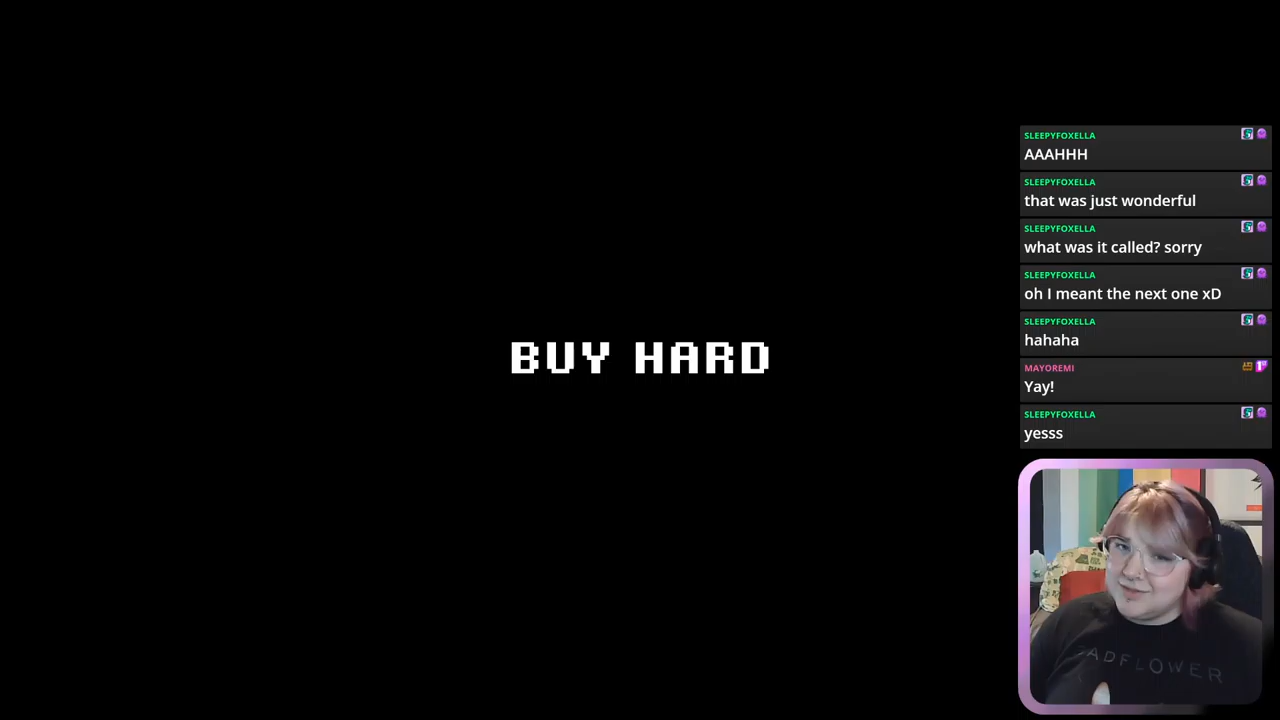 BUY HARD
SLEEPYFOXELLA
AAAHHH
SLEEPYFOXELLA
that was just wonderful
SLEEPYFOXELLA
what was it called? sorry
SLEEPYFOXELLA
oh I meant the next one xD
SLEEPYFOXELLA
hahaha
MAYOREMI
Yay!
SLEEPYFOXELLA
yesss
ADFLOWER